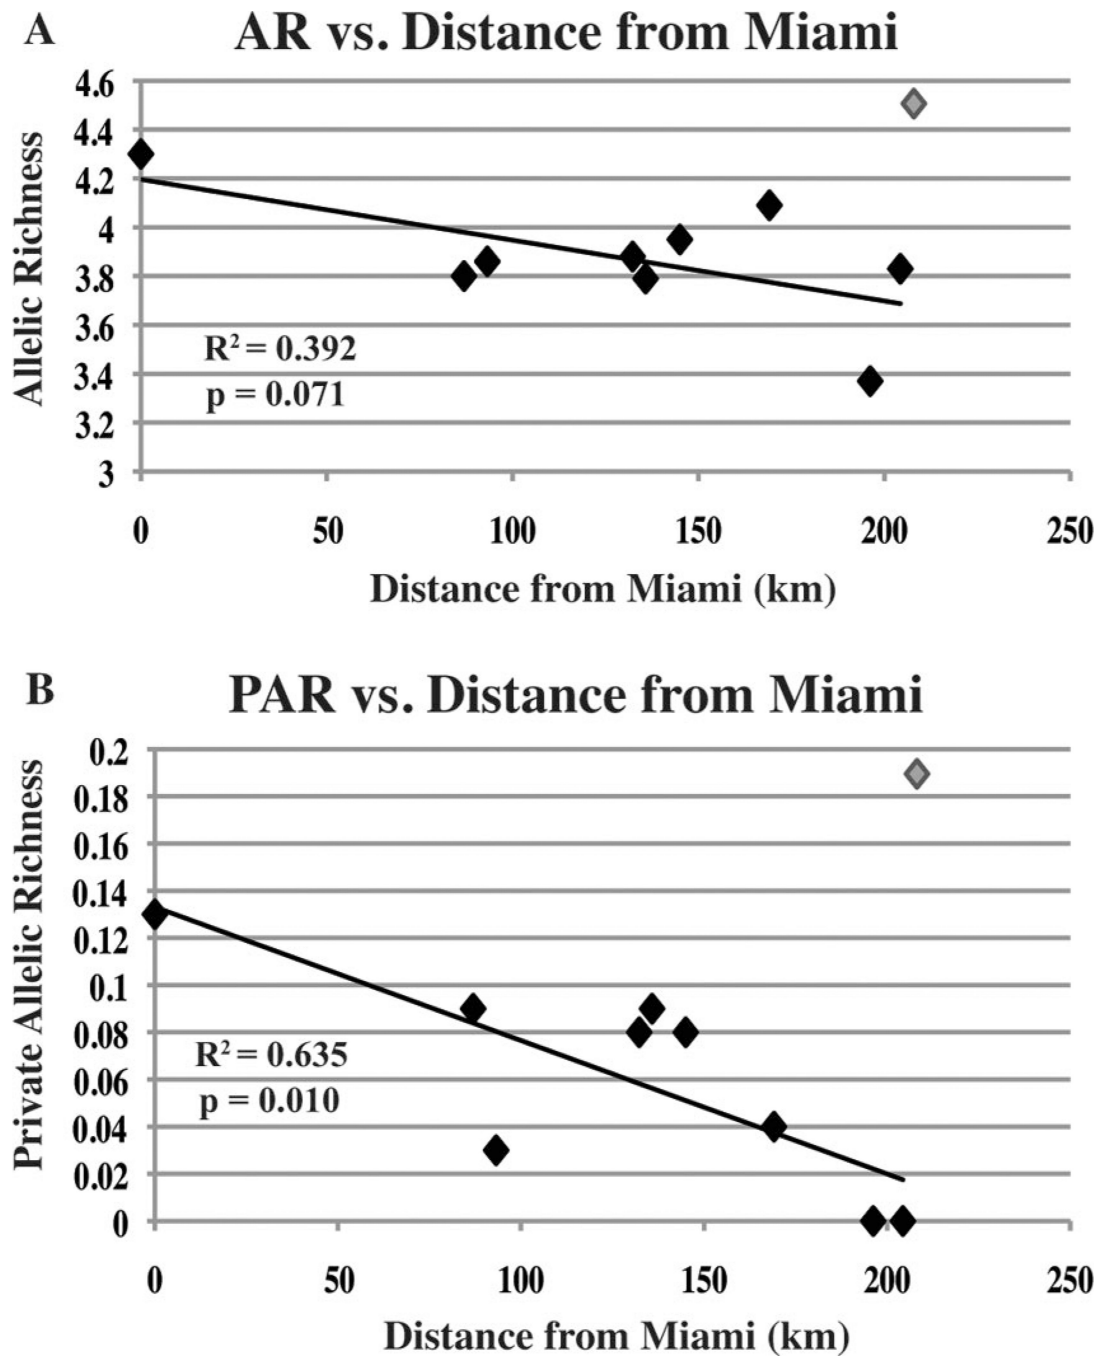 A
AR vs. Distance from Miami
4.6
4.4
4.2
4
3.8
3.6
3.4
3.2
3
Allelic Richness
R² = 0.392
p = 0.071
0 50 100 150 200 250
Distance from Miami (km)
B
PAR vs. Distance from Miami
0.2
0.18
0.16
0.14
0.12
0.1
0.08
0.06
0.04
0.02
0
Private Allelic Richness
R² = 0.635
p = 0.010
0 50 100 150 200 250
Distance from Miami (km)